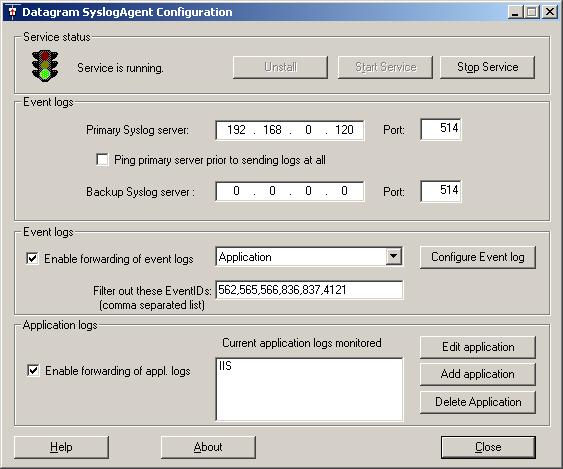 Datagram SyslogAgent Configuration
Service status
Service is running.
Unstall
Start Service
Stop Service
Event logs
Primary Syslog server:
192 . 168 . 0 . 120
Port:
514
Ping primary server prior to sending logs at all
Backup Syslog server :
0 . 0 . 0 . 0
Port:
514
Event logs
Enable forwarding of event logs
Application
Configure Event log
Filter out these EventIDs:
(comma separated list)
562,565,566,836,837,4121
Application logs
Current application logs monitored
Enable forwarding of appl. logs
IIS
Edit application
Add application
Delete Application
Help
About
Close